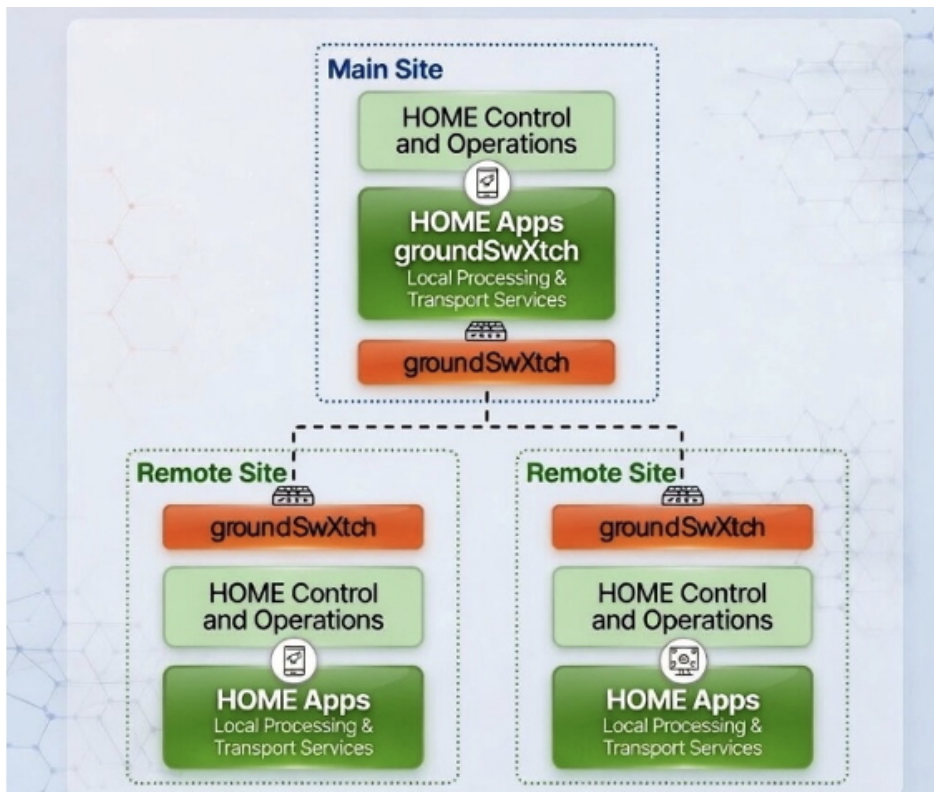 Main Site
HOME Control
and Operations
HOME Apps
groundSwXtch
Local Processing &
Transport Services
groundSwXtch
Remote Site
groundSwXtch
HOME Control
and Operations
HOME Apps
Local Processing &
Transport Services
Remote Site
groundSwXtch
HOME Control
and Operations
HOME Apps
Local Processing &
Transport Services